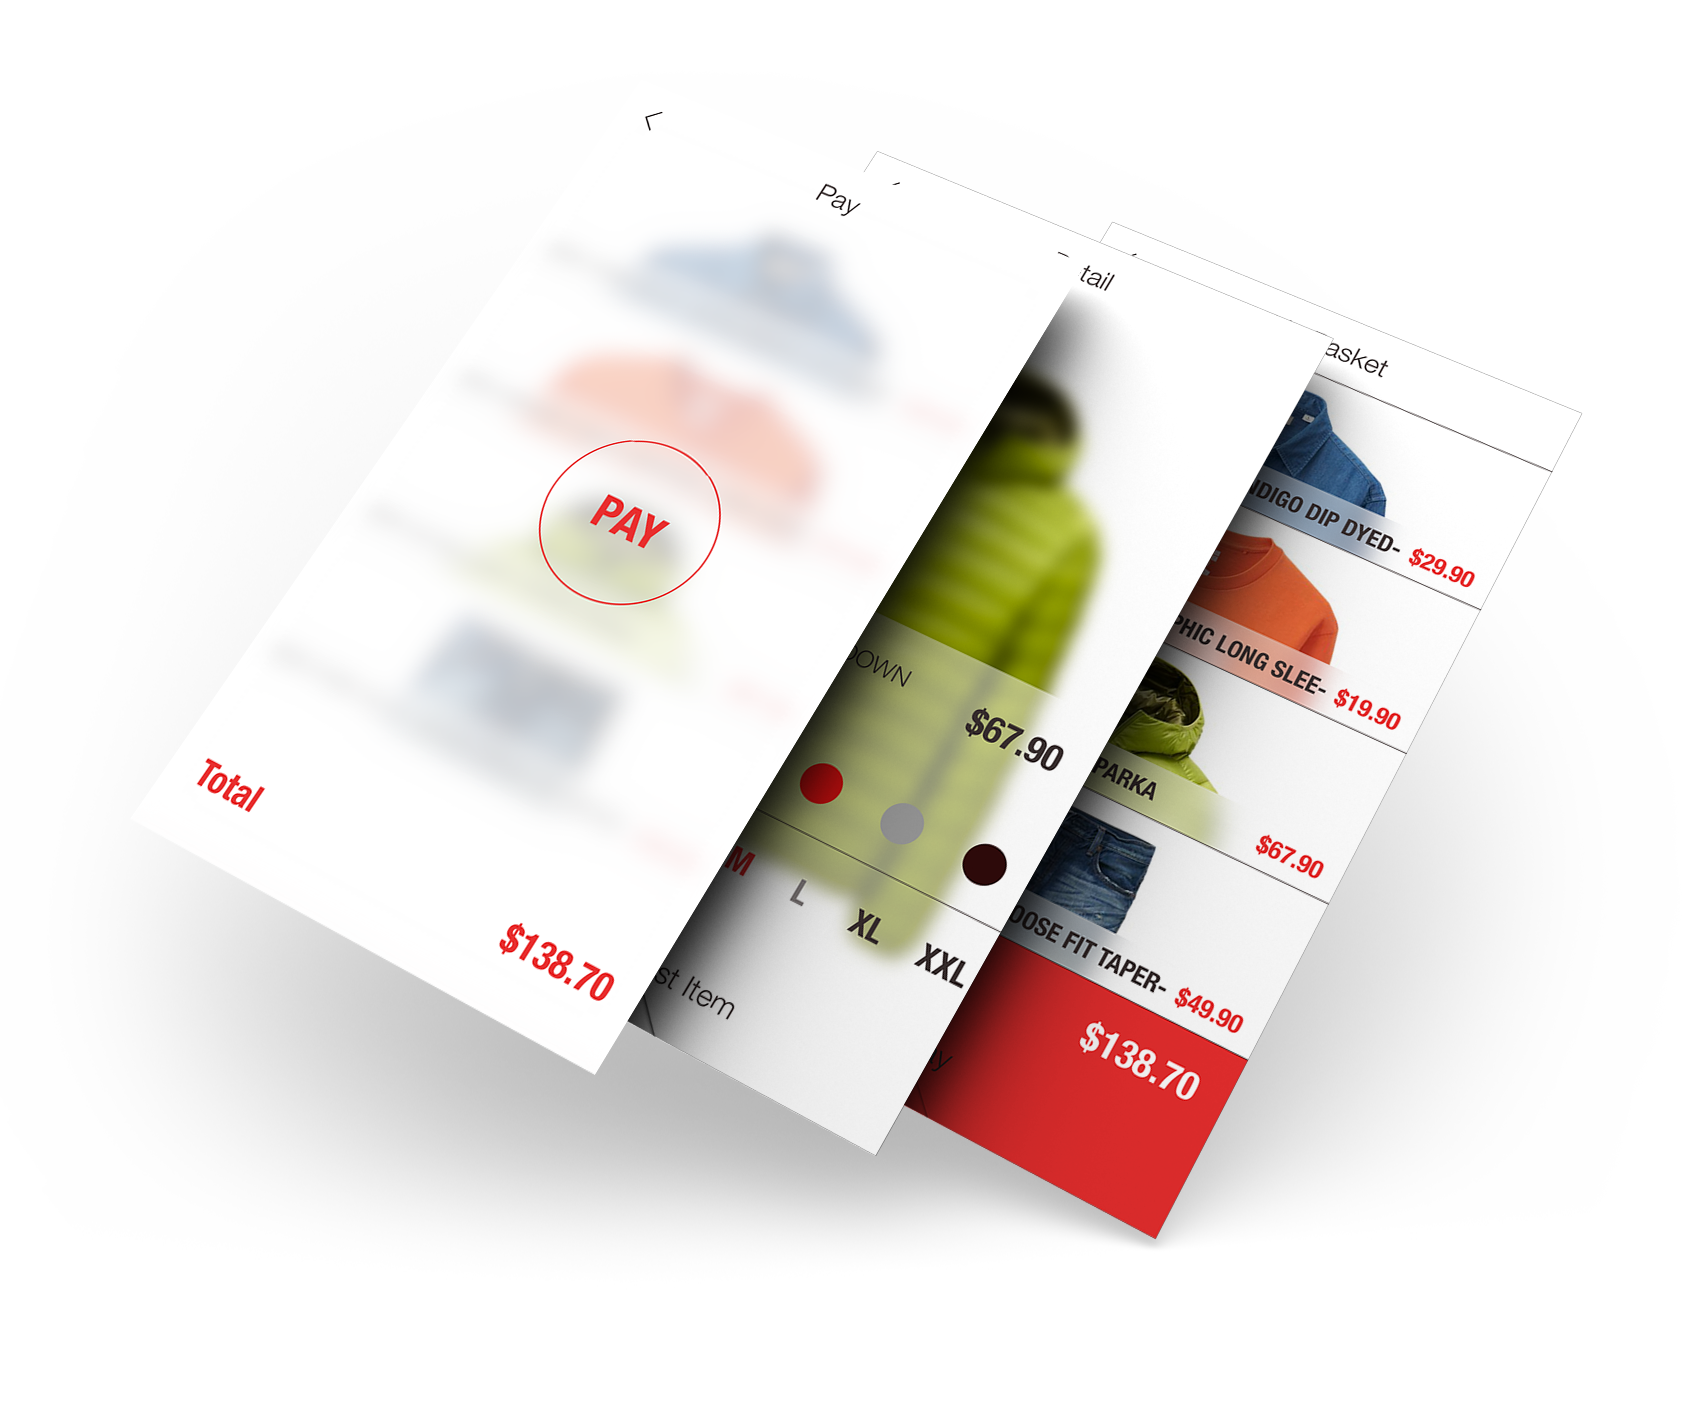 Pay
PAY
Total
$138.70
tail
DOWN
$67.90
M
L
XL
XXL
st Item
asket
NDIGO DIP DYED-
$29.90
PHIC LONG SLEE-
$19.90
PARKA
$67.90
OOSE FIT TAPER-
$49.90
$138.70
y